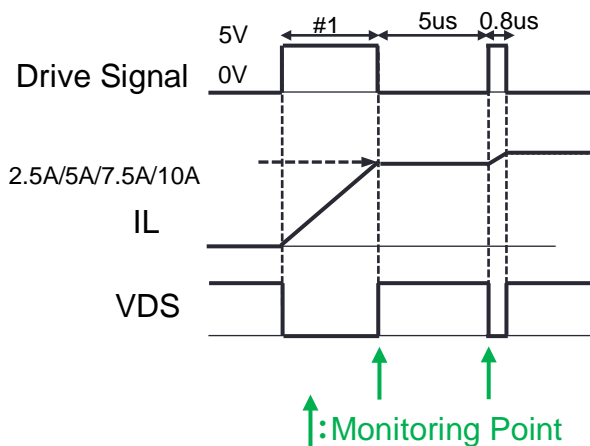 #1
5us
0.8us
5V
Drive Signal
0V
2.5A/5A/7.5A/10A
IL
VDS
:Monitoring Point